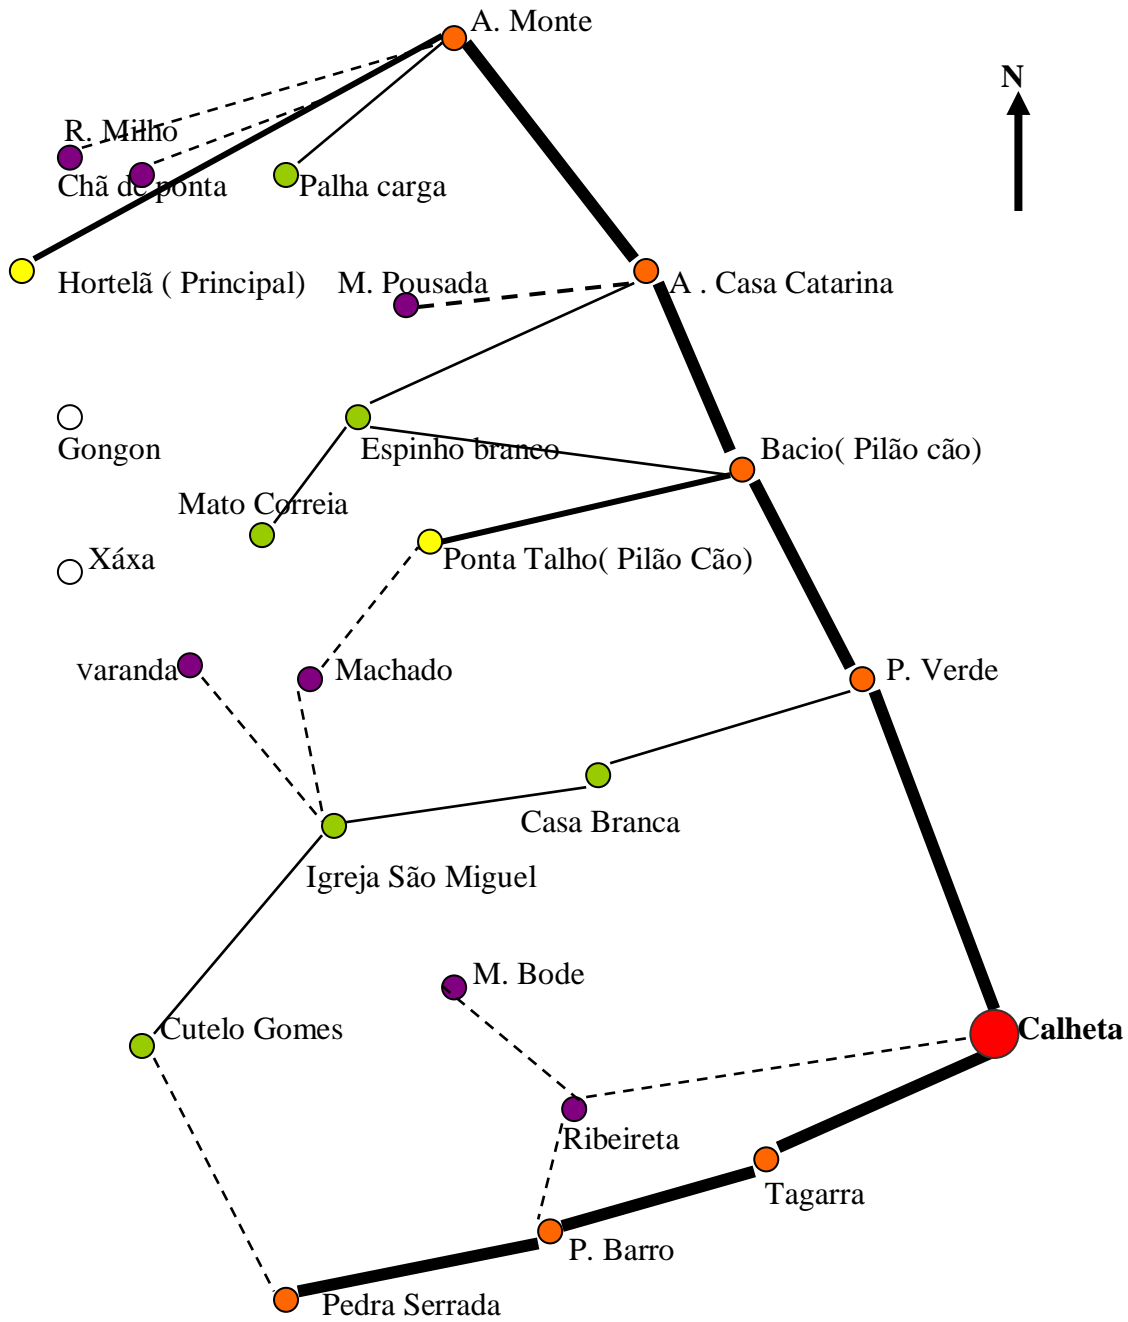 A. Monte
N
R. Milho
Chã de ponta
Palha carga
Hortelã ( Principal)
M. Pousada
A . Casa Catarina
Gongon
Espinho branco
Bacio( Pilão cão)
Mato Correia
Xáxa
Ponta Talho( Pilão Cão)
varanda
Machado
P. Verde
Casa Branca
Igreja São Miguel
M. Bode
Cutelo Gomes
Calheta
Ribeireta
Tagarra
P. Barro
Pedra Serrada